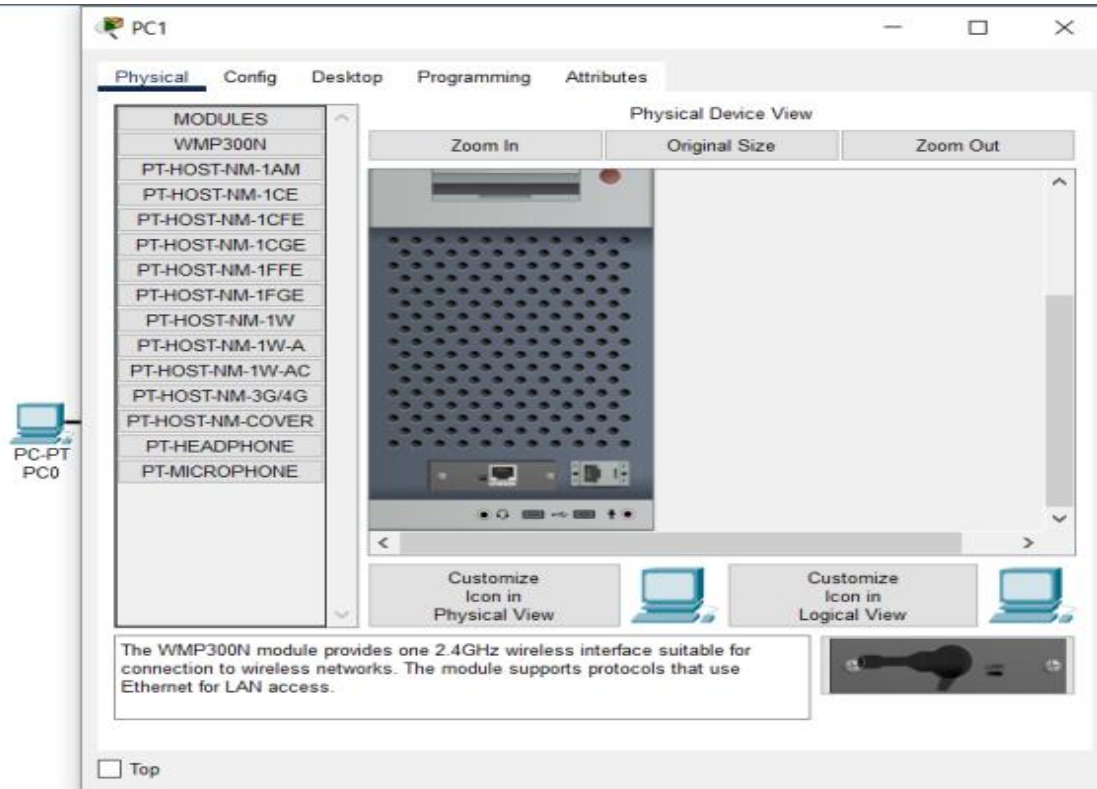 PC1
Physical Config Desktop Programming Attributes
MODULES
WMP300N
PT-HOST-NM-1AM
PT-HOST-NM-1CE
PT-HOST-NM-1CFE
PT-HOST-NM-1CGE
PT-HOST-NM-1FFE
PT-HOST-NM-1FGE
PT-HOST-NM-1W
PT-HOST-NM-1W-A
PT-HOST-NM-1W-AC
PT-HOST-NM-3G/4G
PT-HOST-NM-COVER
PT-HEADPHONE
PT-MICROPHONE
Physical Device View
Zoom In Original Size Zoom Out
Customize
Icon in
Physical View
Customize
Icon in
Logical View
The WMP300N module provides one 2.4GHz wireless interface suitable for
connection to wireless networks. The module supports protocols that use
Ethernet for LAN access.
Top
PC-PT
PC0